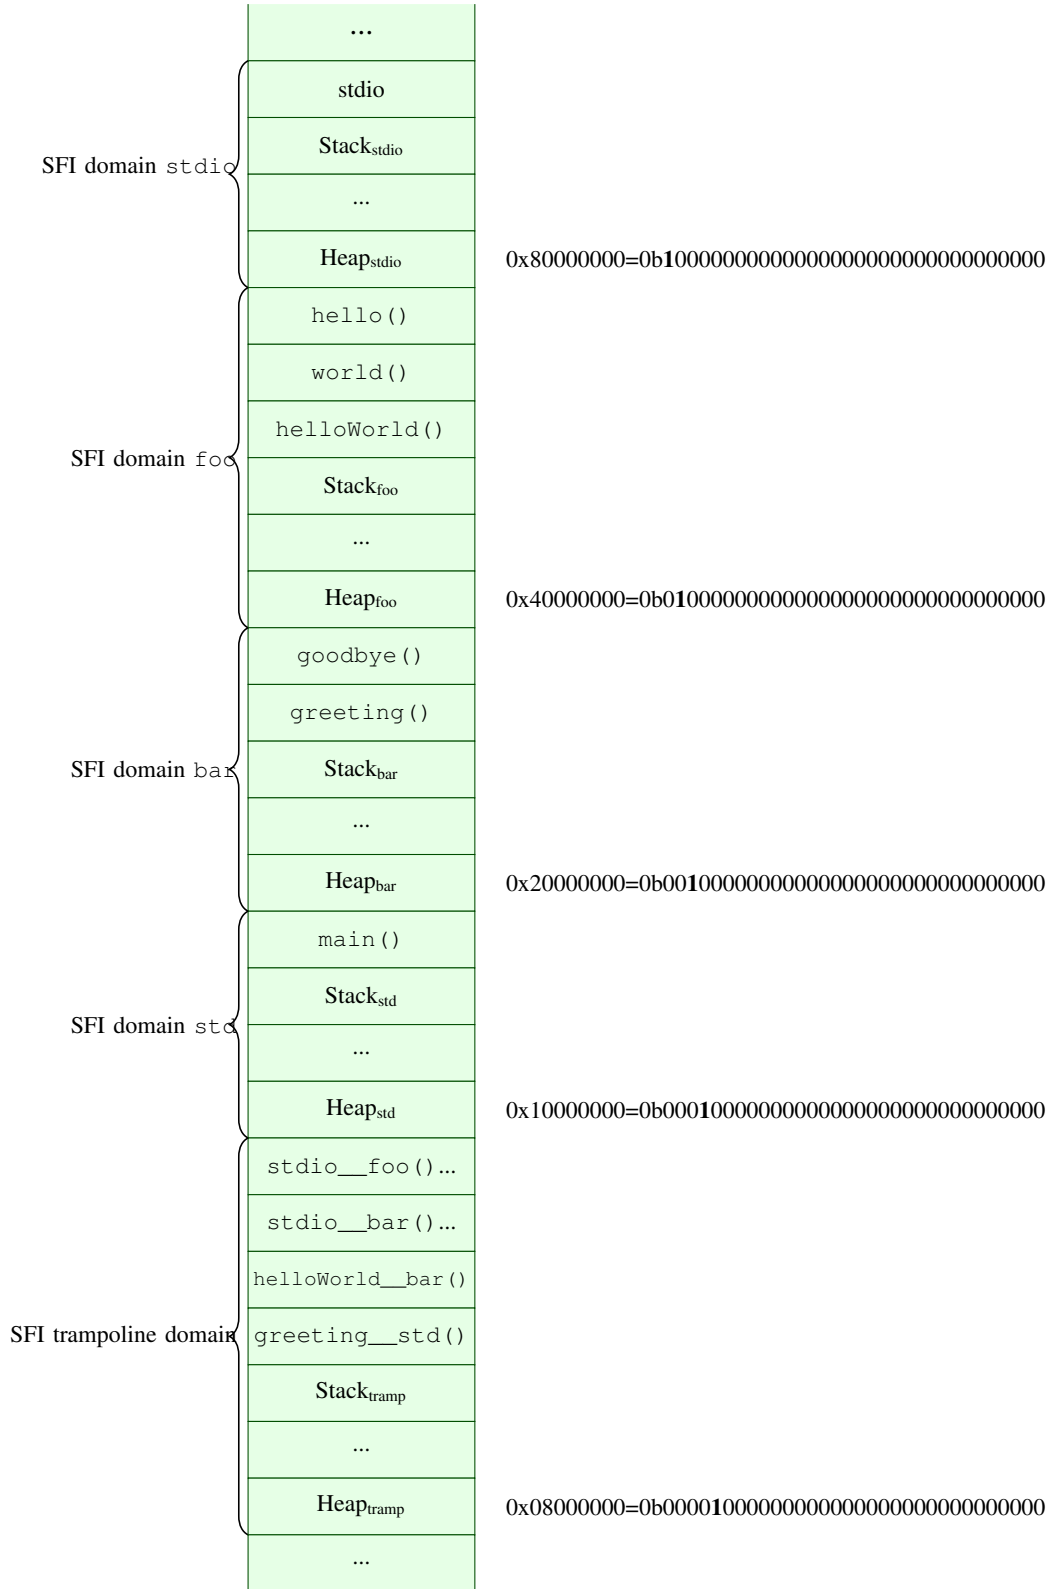 ...
stdio
Stack_stdio
SFI domain stdio
...
Heap_stdio 0x80000000=0b10000000000000000000000000000000
hello()
world()
helloWorld()
SFI domain foo
Stack_foo
...
Heap_foo 0x40000000=0b01000000000000000000000000000000
goodbye()
greeting()
SFI domain bar Stack_bar
...
Heap_bar 0x20000000=0b00100000000000000000000000000000
main()
Stack_std
SFI domain std
...
Heap_std 0x10000000=0b00010000000000000000000000000000
stdio__foo()...
stdio__bar()...
helloWorld__bar()
SFI trampoline domain greeting__std()
Stack_tramp
...
Heap_tramp 0x08000000=0b00001000000000000000000000000000
...